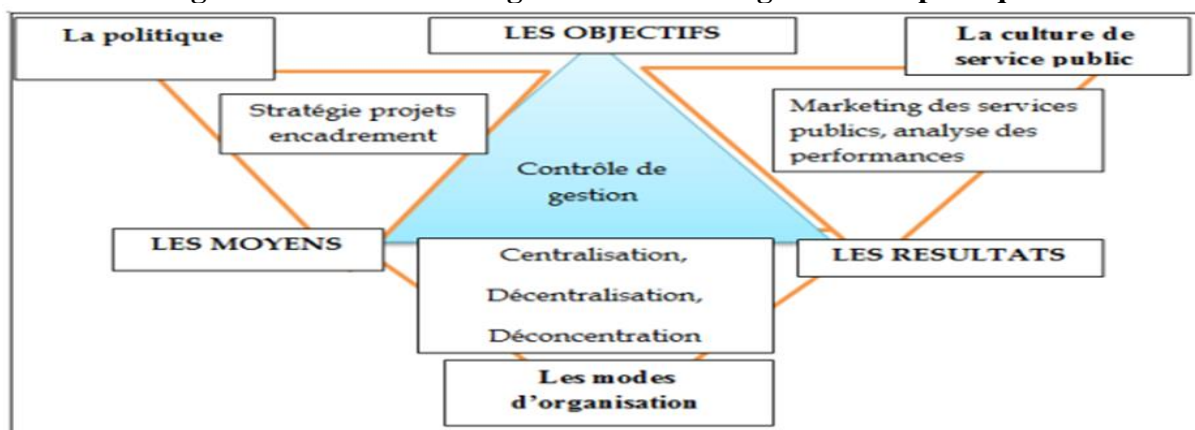 La politique
LES OBJECTIFS
La culture de
service public
Stratégie projets
encadrement
Marketing des services
publics, analyse des
performances
Contrôle de
gestion
LES MOYENS
LES RESULTATS
Centralisation,
Décentralisation,
Déconcentration
Les modes
d'organisation